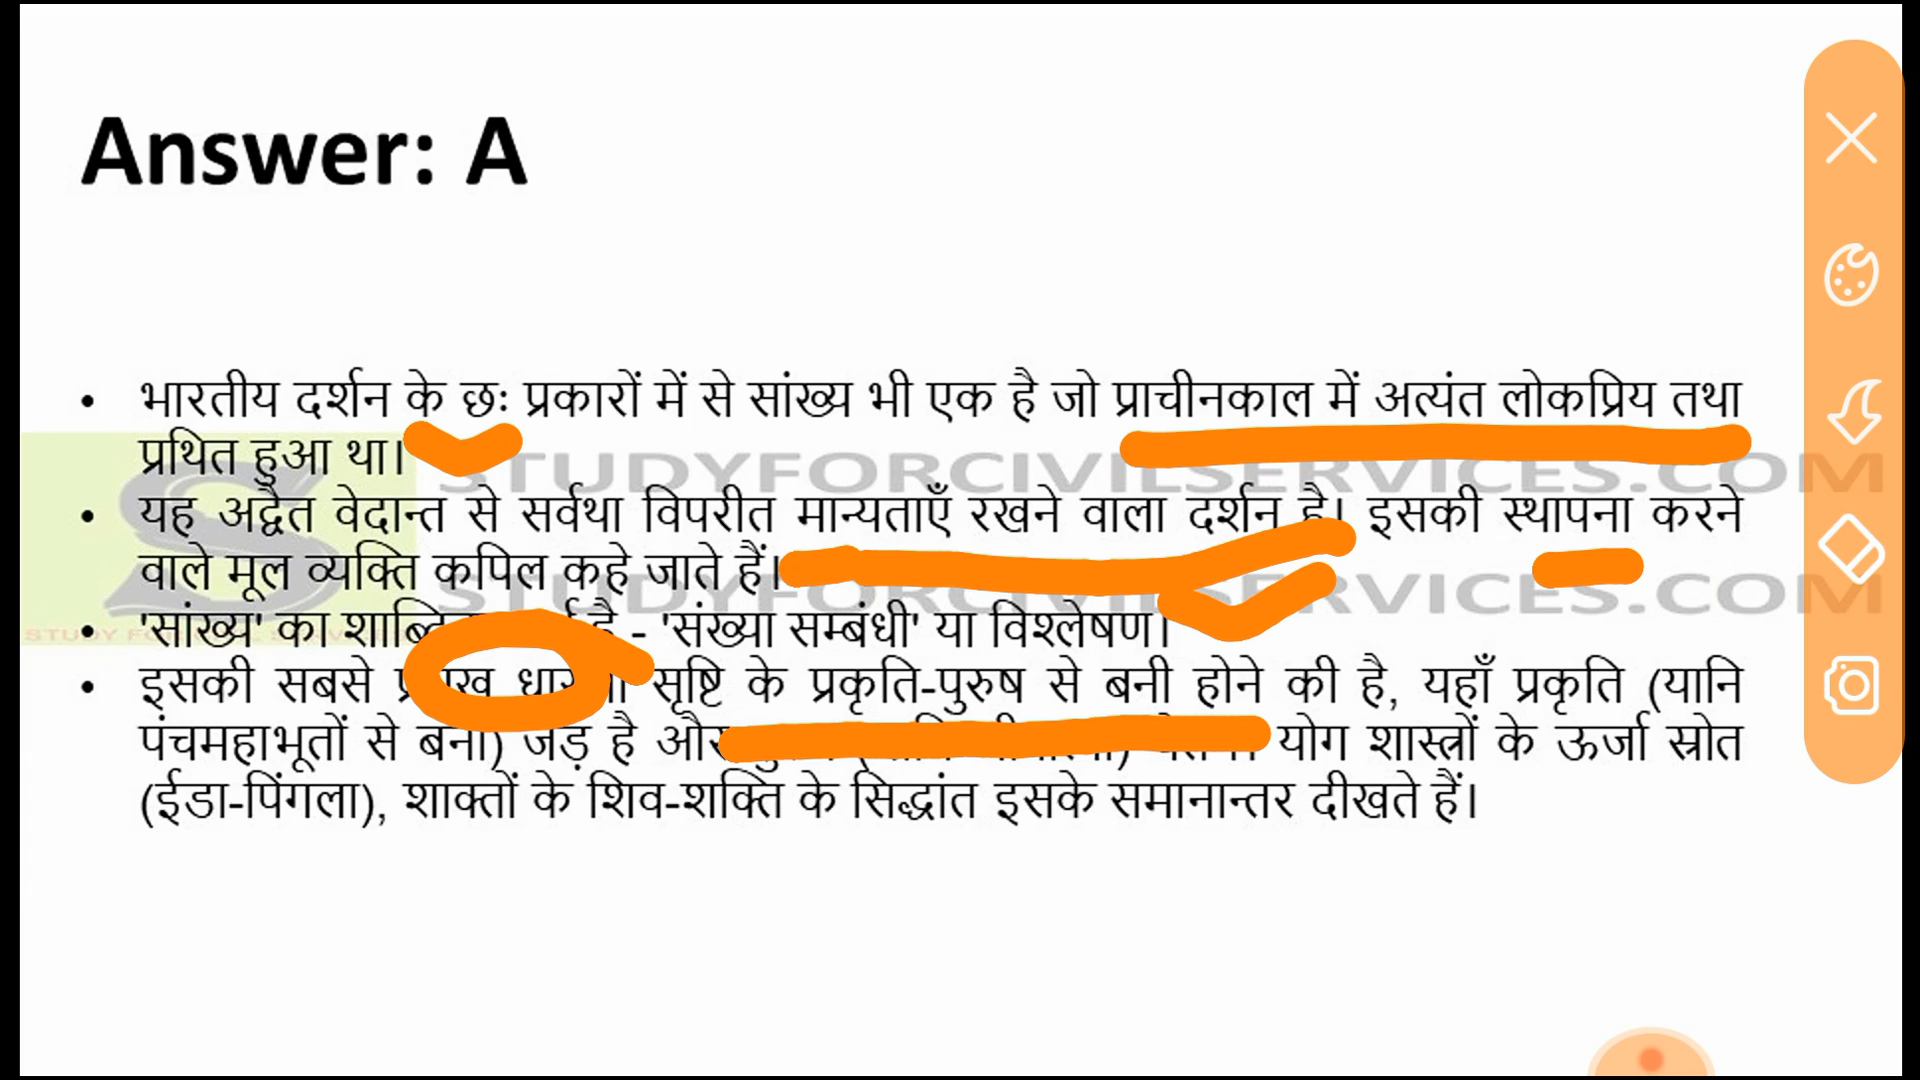 Answer: A
• भारतीय दर्शन के छः प्रकारों में से सांख्य भी एक है जो प्राचीनकाल में अत्यंत लोकप्रिय तथा
प्रथित हुआ था।
STUDYFORCIVILSERVICES.COM
• यह अद्वैत वेदान्त से सर्वथा विपरीत मान्यताएँ रखने वाला दर्शन है। इसकी स्थापना करने
वाले मूल व्यक्ति कपिल कहे जाते हैं।
STUDYFORCIVILSERVICES.COM
• 'सांख्य' का है - 'संख्या सम्बंधी' या विश्लेषण।
• इसकी सबसे सृष्टि के प्रकृति-पुरुष से बनी होने की है, यहाँ प्रकृति (यानि
पंचमहाभूतों से बनी) जड़ है और योग शास्त्रों के ऊर्जा स्रोत
(ईडा-पिंगला), शाक्तों के शिव-शक्ति के सिद्धांत इसके समानान्तर दीखते हैं।